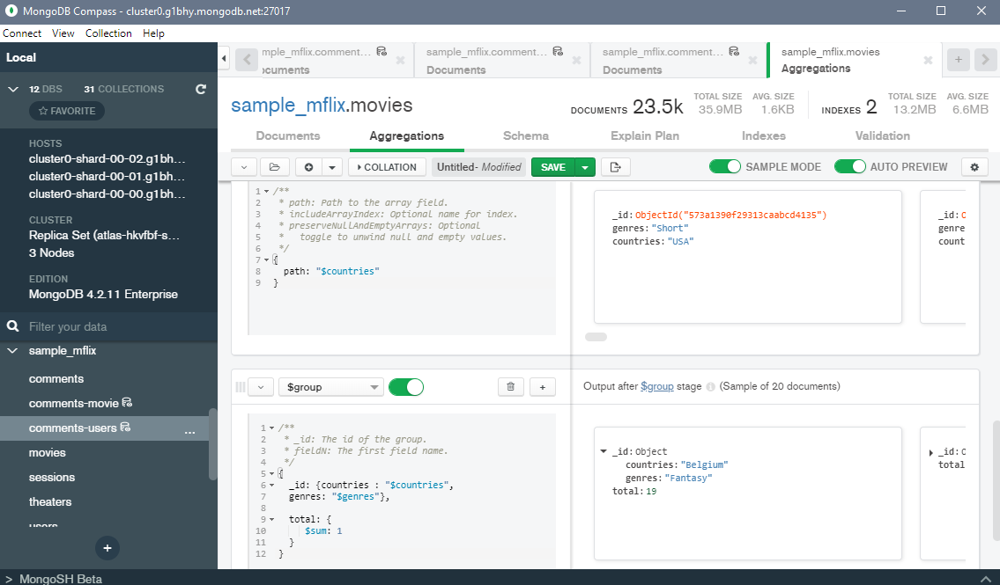 MongoDB Compass - cluster0.g1bhy.mongodb.net:27017
Connect View Collection Help
Local
12 DBS 31 COLLECTIONS
FAVORITE
HOSTS
cluster0-shard-00-02.g1bh...
cluster0-shard-00-01.g1bh...
cluster0-shard-00-00.g1bh...
CLUSTER
Replica Set (atlas-hkvfbf-s...
3 Nodes
EDITION
MongoDB 4.2.11 Enterprise
Filter your data
sample_mflix
comments
comments-movie
comments-users ...
movies
sessions
theaters
users
+
> MongoSH Beta
mple_mflix.comment...
ocuments
sample_mflix.comment...
Documents
sample_mflix.comment...
Documents
sample_mflix.movies
Aggregations
sample_mflix.movies
DOCUMENTS 23.5k TOTAL SIZE 35.9MB AVG. SIZE 1.6KB
INDEXES 2 TOTAL SIZE 13.2MB AVG. SIZE 6.6MB
Documents Aggregations Schema Explain Plan Indexes Validation
COLLATION Untitled- Modified SAVE SAMPLE MODE AUTO PREVIEW
1 /**
2 * path: Path to the array field.
3 * includeArrayIndex: Optional name for index.
4 * preserveNullAndEmptyArrays: Optional
5 * toggle to unwind null and empty values.
6 */
7 {
8 path: "$countries"
9 }
_id:ObjectId("573a1390f29313caabcd4135")
genres:"Short"
countries:"USA"
_id:O
genre
count
$group
Output after $group stage (Sample of 20 documents)
1 /**
2 * _id: The id of the group.
3 * fieldN: The first field name.
4 */
5 {
6 _id: {countries : "$countries",
7 genres: "$genres"},
8
9 total: {
10 $sum: 1
11 }
12 }
_id:Object
countries:"Belgium"
genres:"Fantasy"
total:19
_id:O
total